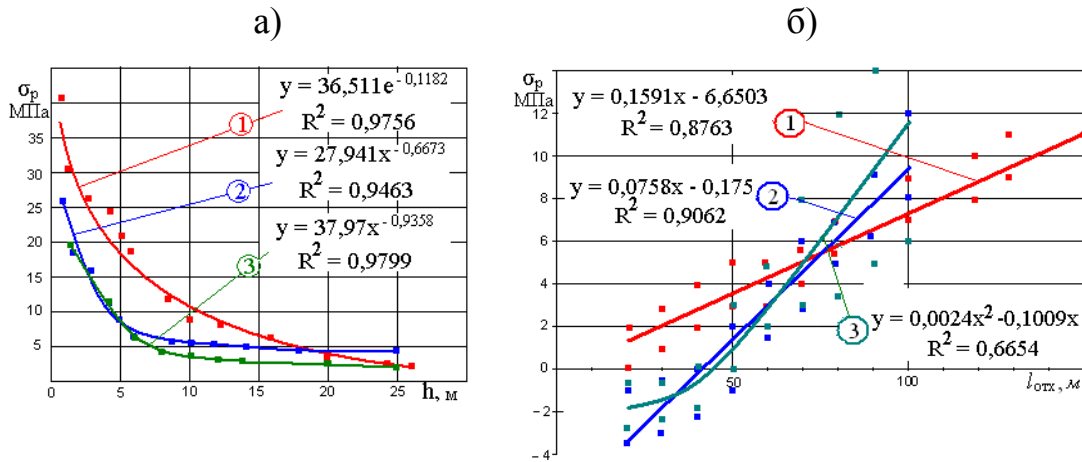 а)
б)
σр
МПа
35
30
25
20
15
10
5
0
5
10
15
20
25
h, м
y = 36,511e - 0,1182
R² = 0,9756
y = 27,941x -0,6673
R² = 0,9463
y = 37,97x -0,9358
R² = 0,9799
1
2
3
σр
МПа
12
10
8
6
4
2
0
−2
−4
50
100
lотх , м
y = 0,1591x - 6,6503
R² = 0,8763
y = 0,0758x - 0,175
R² = 0,9062
y = 0,0024x² -0,1009x
R² = 0,6654
1
2
3